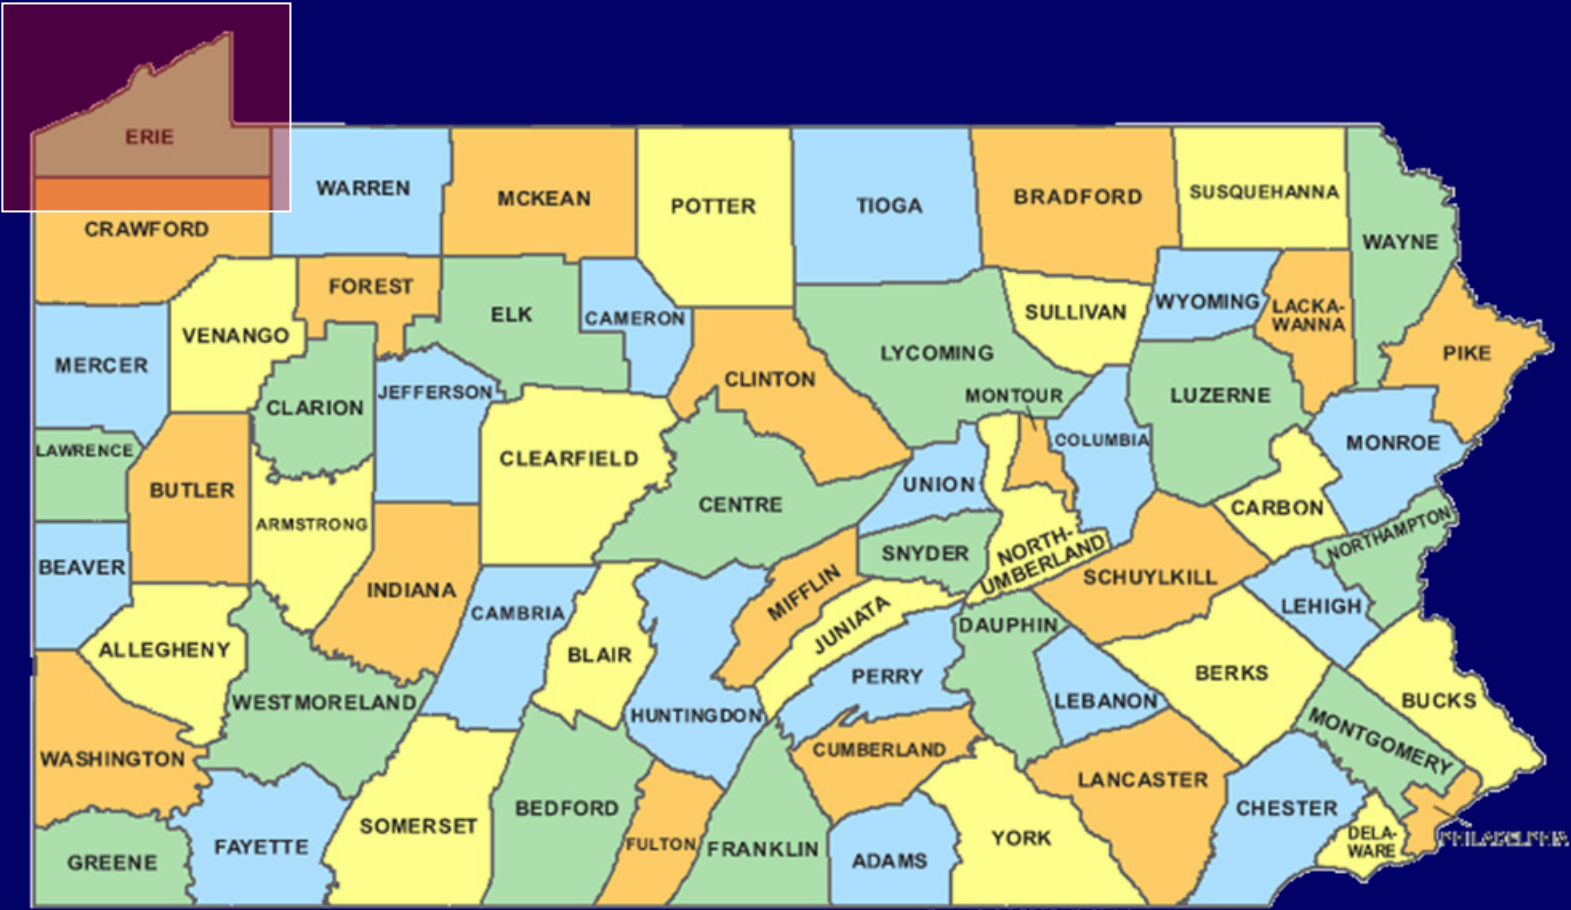 ERIE
CRAWFORD
WARREN
MCKEAN
POTTER
TIOGA
BRADFORD
SUSQUEHANNA
WAYNE
FOREST
VENANGO
ELK
CAMERON
SULLIVAN
WYOMING
LACKA-
WANNA
PIKE
MERCER
CLARION
JEFFERSON
CLINTON
LYCOMING
MONTOUR
COLUMBIA
LUZERNE
MONROE
LAWRENCE
BUTLER
ARMSTRONG
CLEARFIELD
CENTRE
UNION
CARBON
NORTHAMPTON
BEAVER
INDIANA
CAMBRIA
SNYDER
NORTH-
UMBERLAND
SCHUYLKILL
LEHIGH
ALLEGHENY
BLAIR
MIFFLIN
JUNIATA
DAUPHIN
WESTMORELAND
HUNTINGDON
PERRY
LEBANON
BERKS
BUCKS
MONTGOMERY
WASHINGTON
CUMBERLAND
LANCASTER
CHESTER
GREENE
FAYETTE
SOMERSET
BEDFORD
FULTON
FRANKLIN
ADAMS
YORK
DELA-
WARE
PHILADELPHIA